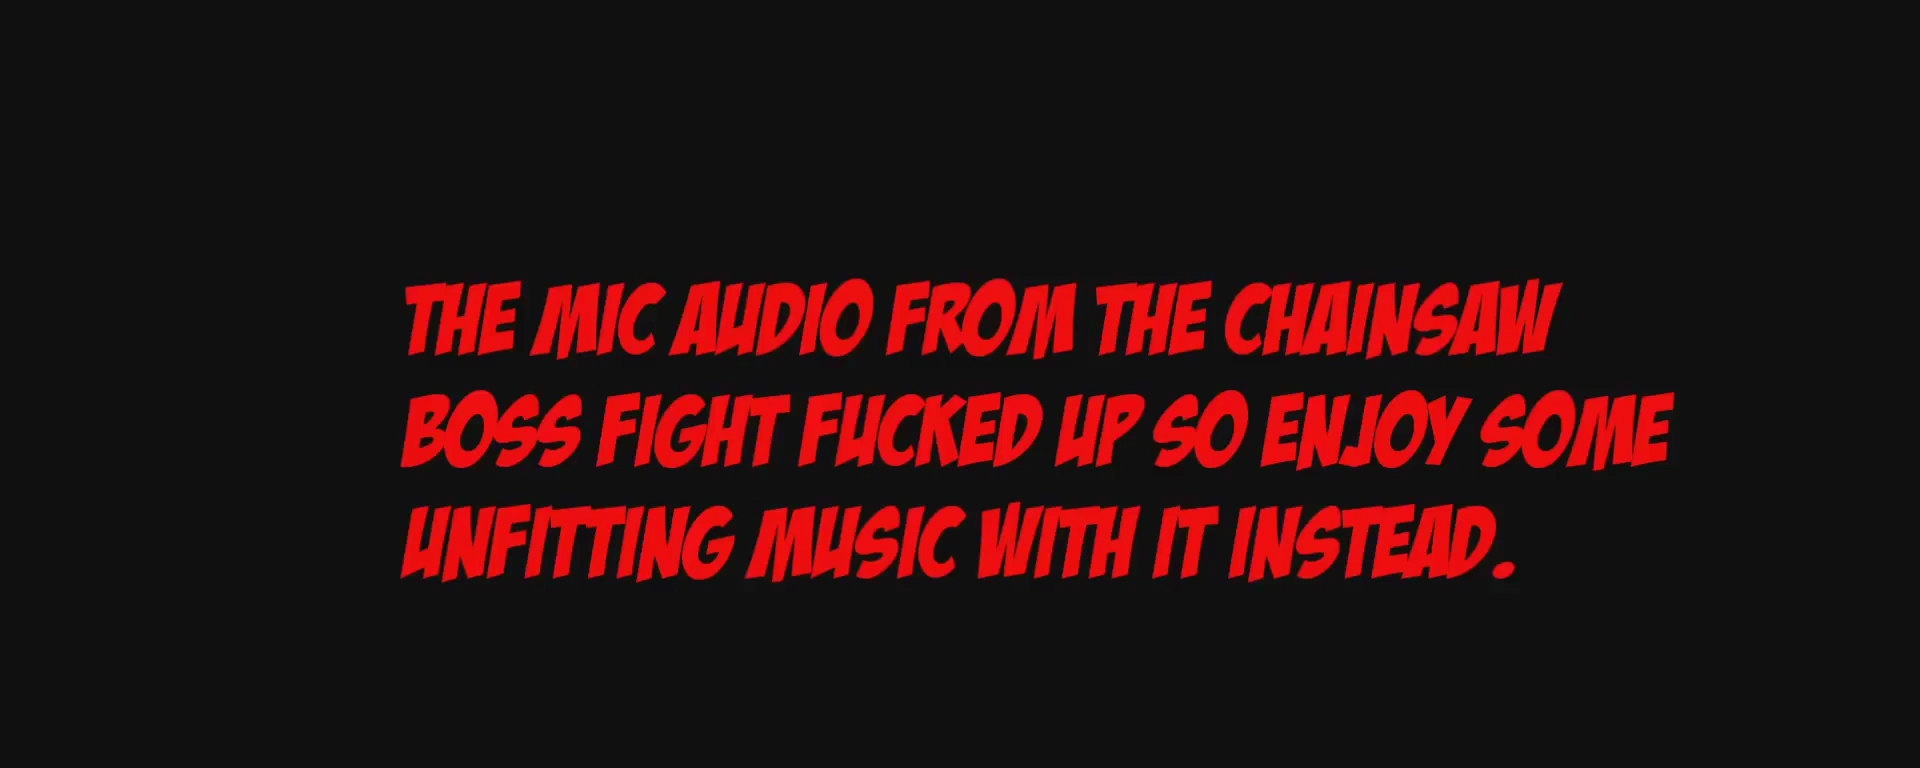 THE MIC AUDIO FROM THE CHAINSAW
BOSS FIGHT FUCKED UP SO ENJOY SOME
UNFITTING MUSIC WITH IT INSTEAD.